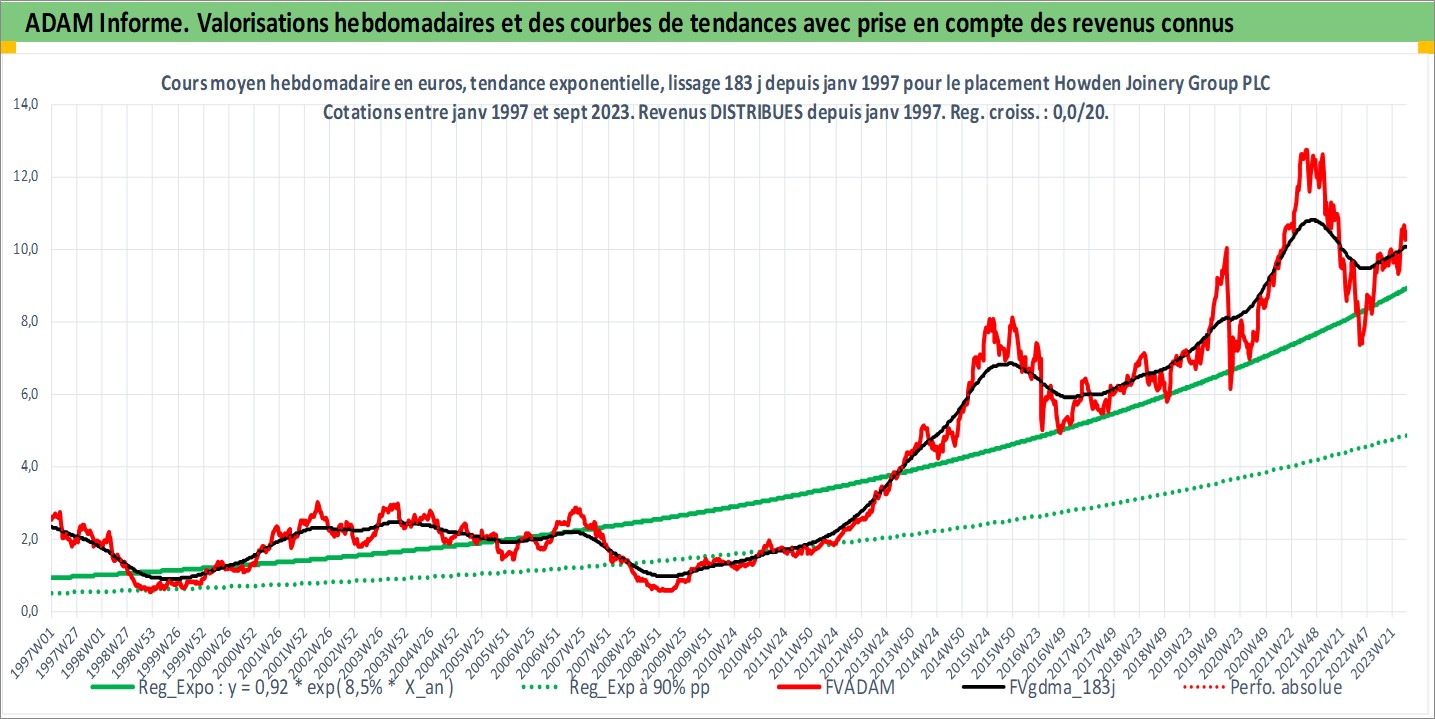 ADAM Informe. Valorisations hebdomadaires et des courbes de tendances avec prise en compte des revenus connus
Cours moyen hebdomadaire en euros, tendance exponentielle, lissage 183 j depuis janv 1997 pour le placement Howden Joinery Group PLC
Cotations entre janv 1997 et sept 2023. Revenus DISTRIBUES depuis janv 1997. Reg. croiss. : 0,0/20.
14,0
12,0
10,0
8,0
6,0
4,0
2,0
0,0
1997W01 1997W27 1998W01 1998W27 1998W53 1999W26 1999W52 2000W26 2000W52 2001W26 2001W52 2002W26 2002W52 2003W26 2003W52 2004W26 2004W52 2005W25 2005W51 2006W25 2006W51 2007W25 2007W51 2008W25 2008W51 2009W25 2009W51 2010W24 2010W50 2011W24 2011W50 2012W24 2012W50 2013W24 2013W50 2014W24 2014W50 2015W24 2015W50 2016W23 2016W49 2017W23 2017W49 2018W23 2018W49 2019W23 2019W49 2020W23 2020W49 2021W22 2021W48 2022W21 2022W47 2023W21
Reg_Expo : y = 0,92 * exp( 8,5% * X_an ) Reg_Exp à 90% pp FVADAM FVgdma_183j Perfo. absolue